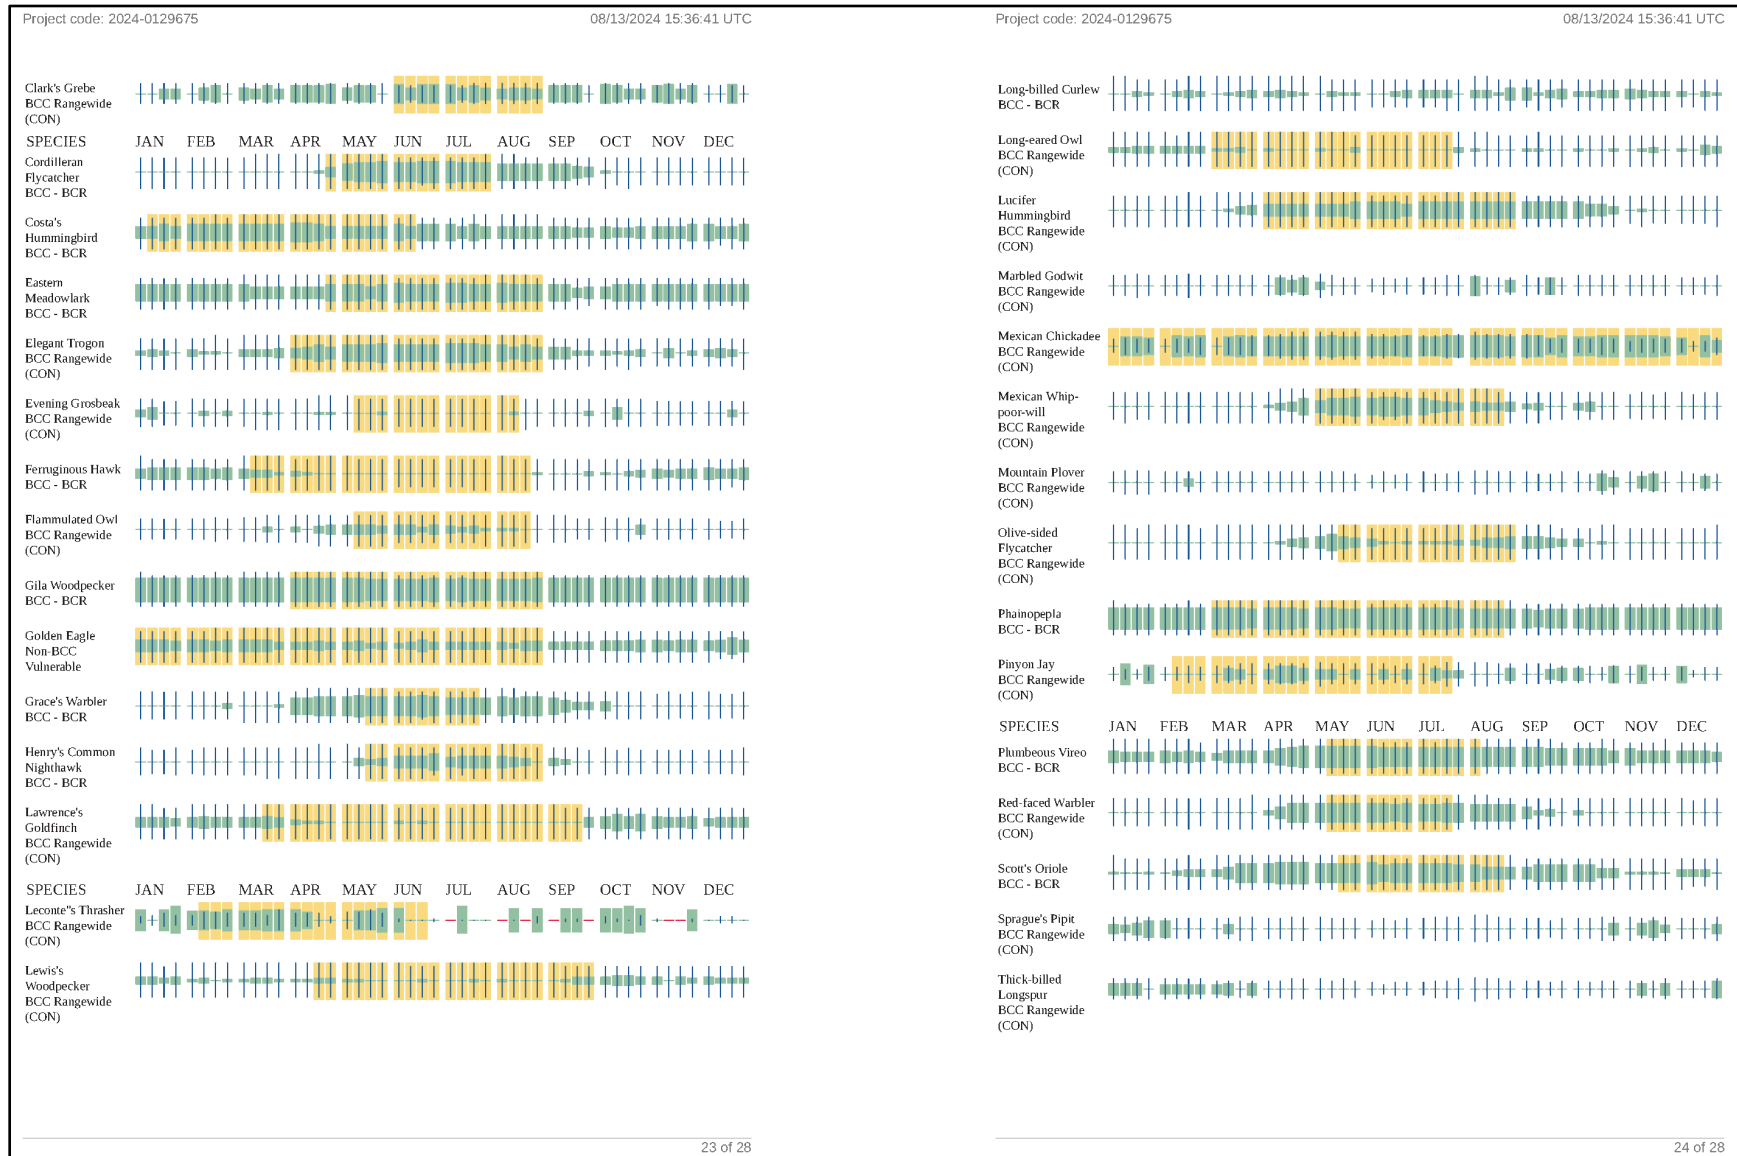 Project code: 2024-0129675
08/13/2024 15:36:41 UTC
Clark's Grebe
BCC Rangewide
(CON)
SPECIES JAN FEB MAR APR MAY JUN JUL AUG SEP OCT NOV DEC
Cordilleran
Flycatcher
BCC - BCR
Costa's
Hummingbird
BCC - BCR
Eastern
Meadowlark
BCC - BCR
Elegant Trogon
BCC Rangewide
(CON)
Evening Grosbeak
BCC Rangewide
(CON)
Ferruginous Hawk
BCC - BCR
Flammulated Owl
BCC Rangewide
(CON)
Gila Woodpecker
BCC - BCR
Golden Eagle
Non-BCC
Vulnerable
Grace's Warbler
BCC - BCR
Henry's Common
Nighthawk
BCC - BCR
Lawrence's
Goldfinch
BCC Rangewide
(CON)
SPECIES JAN FEB MAR APR MAY JUN JUL AUG SEP OCT NOV DEC
Leconte"s Thrasher
BCC Rangewide
(CON)
Lewis's
Woodpecker
BCC Rangewide
(CON)
23 of 28
Project code: 2024-0129675
08/13/2024 15:36:41 UTC
Long-billed Curlew
BCC - BCR
Long-eared Owl
BCC Rangewide
(CON)
Lucifer
Hummingbird
BCC Rangewide
(CON)
Marbled Godwit
BCC Rangewide
(CON)
Mexican Chickadee
BCC Rangewide
(CON)
Mexican Whip-
poor-will
BCC Rangewide
(CON)
Mountain Plover
BCC Rangewide
(CON)
Olive-sided
Flycatcher
BCC Rangewide
(CON)
Phainopepla
BCC - BCR
Pinyon Jay
BCC Rangewide
(CON)
SPECIES JAN FEB MAR APR MAY JUN JUL AUG SEP OCT NOV DEC
Plumbeous Vireo
BCC - BCR
Red-faced Warbler
BCC Rangewide
(CON)
Scott's Oriole
BCC - BCR
Sprague's Pipit
BCC Rangewide
(CON)
Thick-billed
Longspur
BCC Rangewide
(CON)
24 of 28